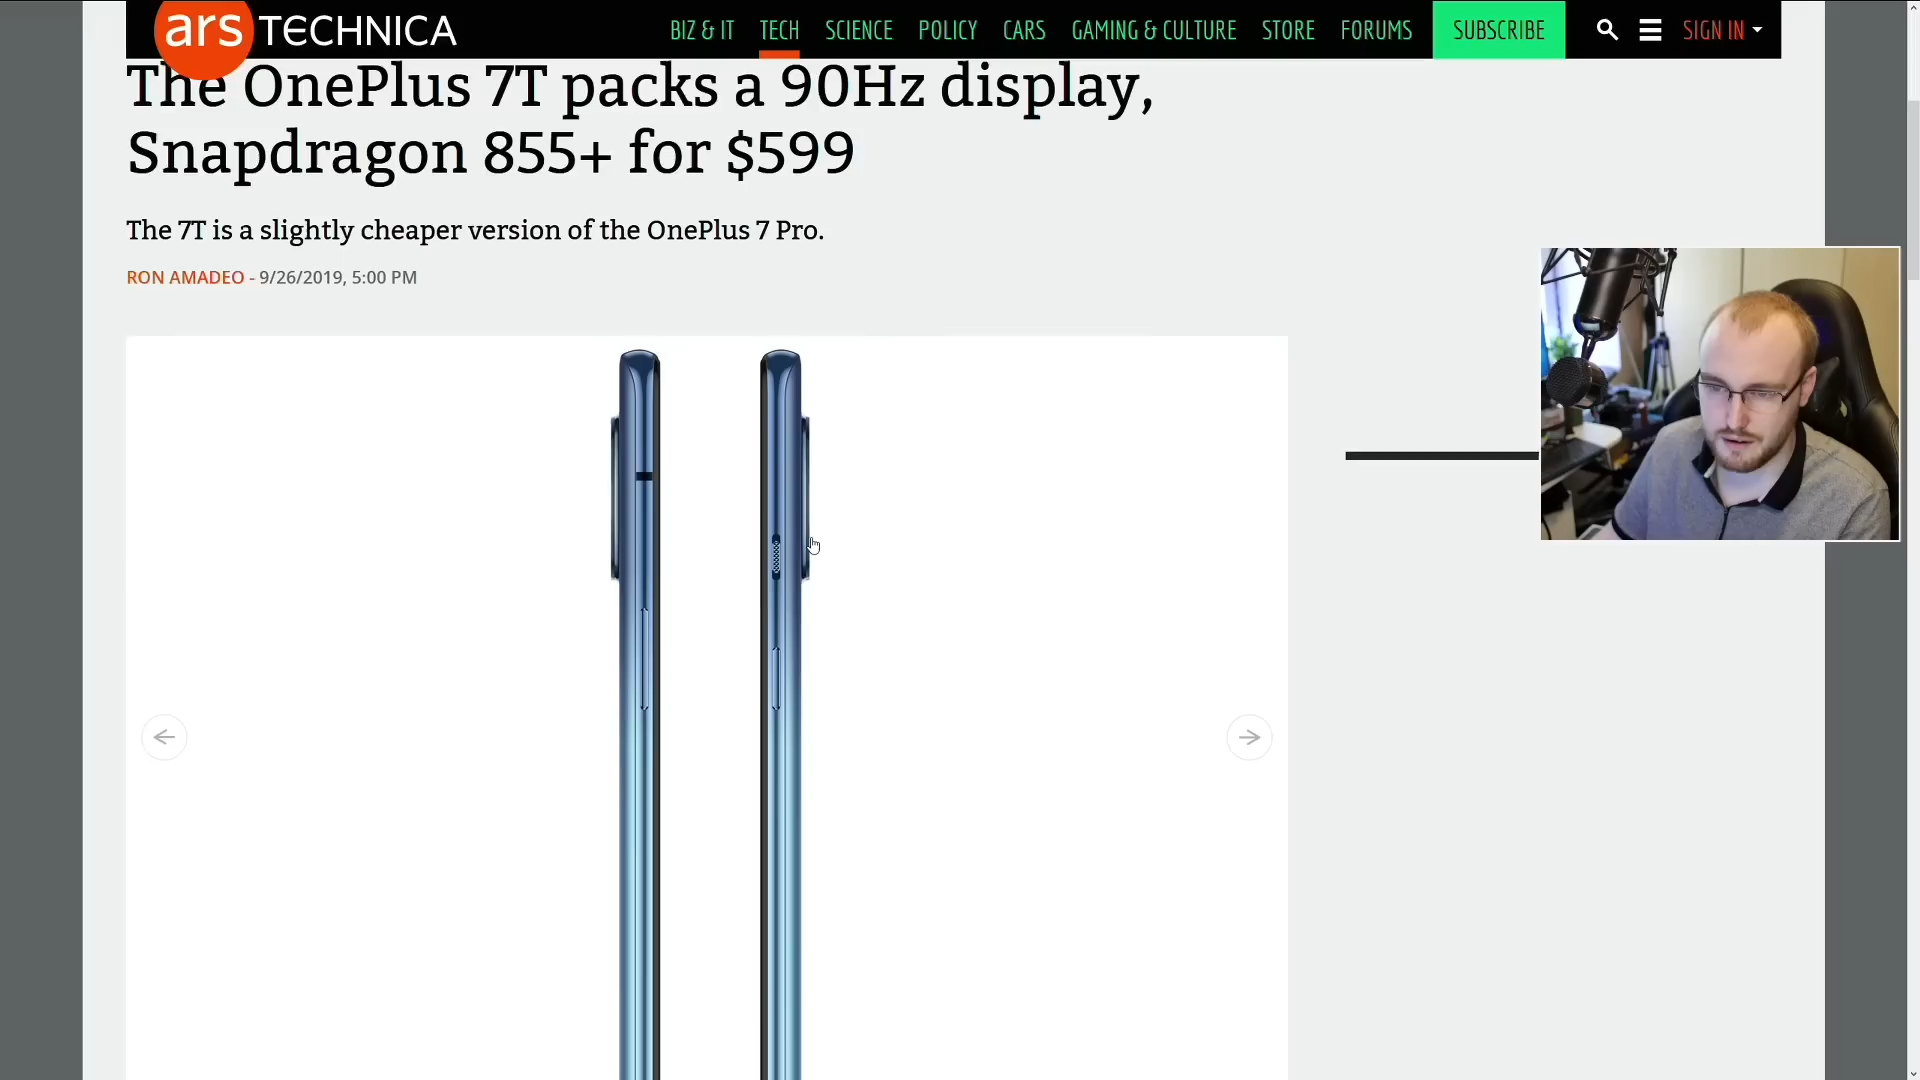 ars TECHNICA
BIZ & IT TECH SCIENCE POLICY CARS GAMING & CULTURE STORE FORUMS SUBSCRIBE SIGN IN
The OnePlus 7T packs a 90Hz display,
Snapdragon 855+ for $599
The 7T is a slightly cheaper version of the OnePlus 7 Pro.
RON AMADEO - 9/26/2019, 5:00 PM